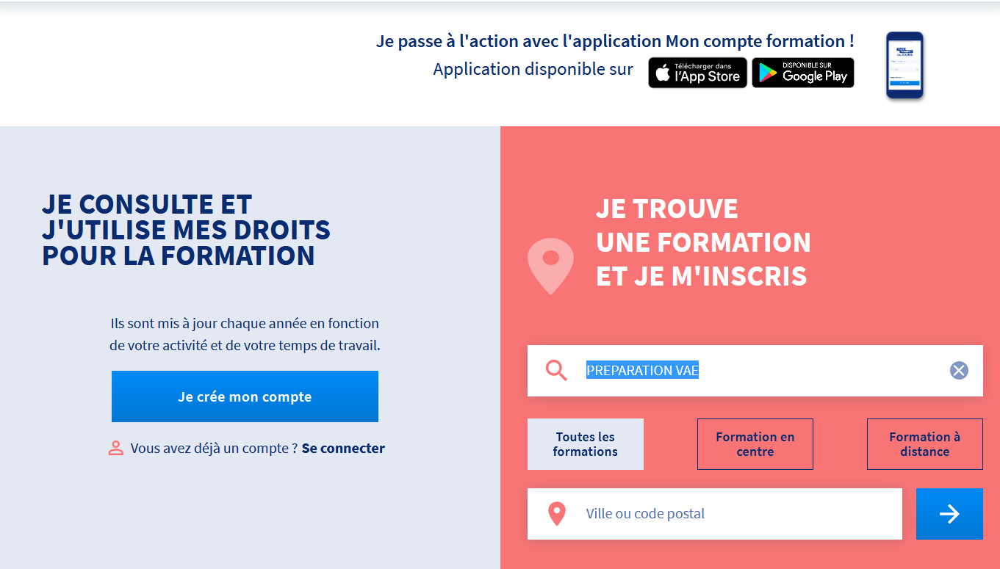 Je passe à l'action avec l'application Mon compte formation !
Application disponible sur
Télécharger dans
l'App Store
DISPONIBLE SUR
Google Play
JE CONSULTE ET
J'UTILISE MES DROITS
POUR LA FORMATION
Ils sont mis à jour chaque année en fonction
de votre activité et de votre temps de travail.
Je crée mon compte
Vous avez déjà un compte ? Se connecter
JE TROUVE
UNE FORMATION
ET JE M'INSCRIS
PREPARATION VAE
Toutes les
formations
Formation en
centre
Formation à
distance
Ville ou code postal